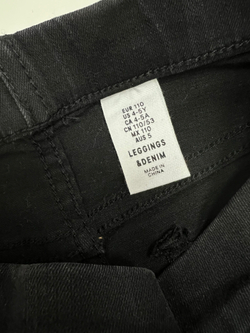 EUR 110
US 4-5Y
CA 4-5A
CN 110/53
MX 110
AUS 5
LEGGINGS
&DENIM
MADE IN
CHINA